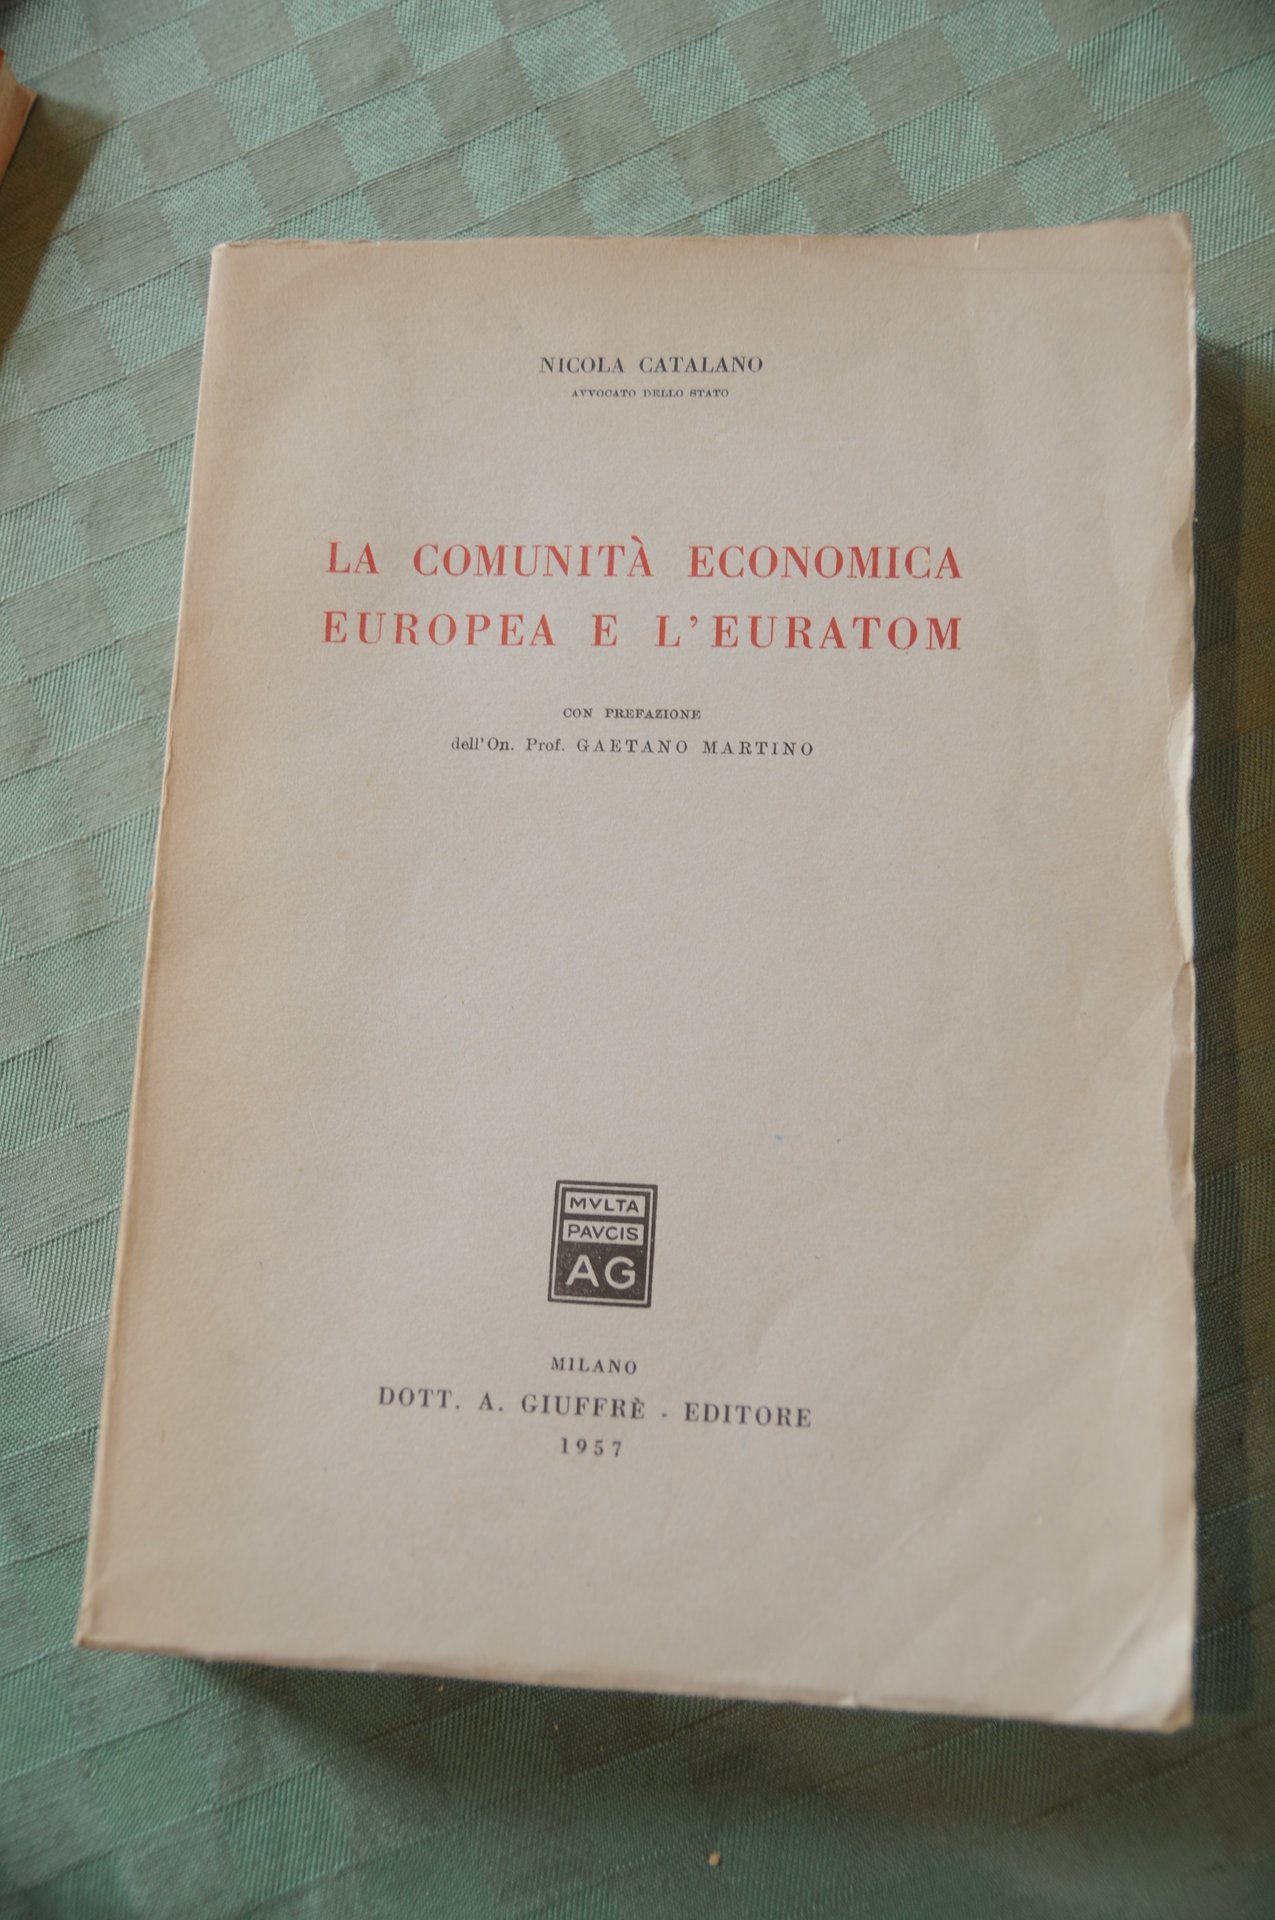 NICOLA CATALANO
AVVOCATO DELLO STATO
LA COMUNITÀ ECONOMICA
EUROPEA E L'EURATOM
CON PREFAZIONE
dell'On. Prof. GAETANO MARTINO
MVLTA
PAVCIS
AG
MILANO
DOTT. A. GIUFFRÈ - EDITORE
1957